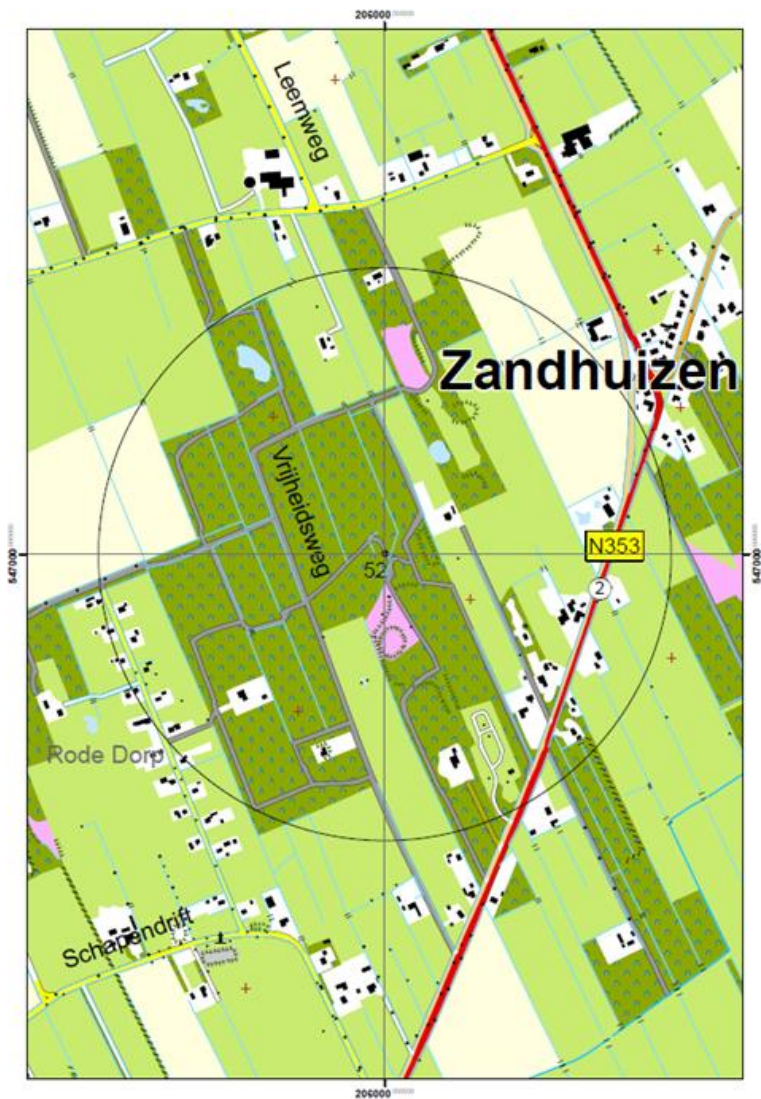 206000
Leemweg
Zandhuizen
Vrijheidsweg
547000
547000
N353
52
2
Rode Dorp
Schapendrift
206000